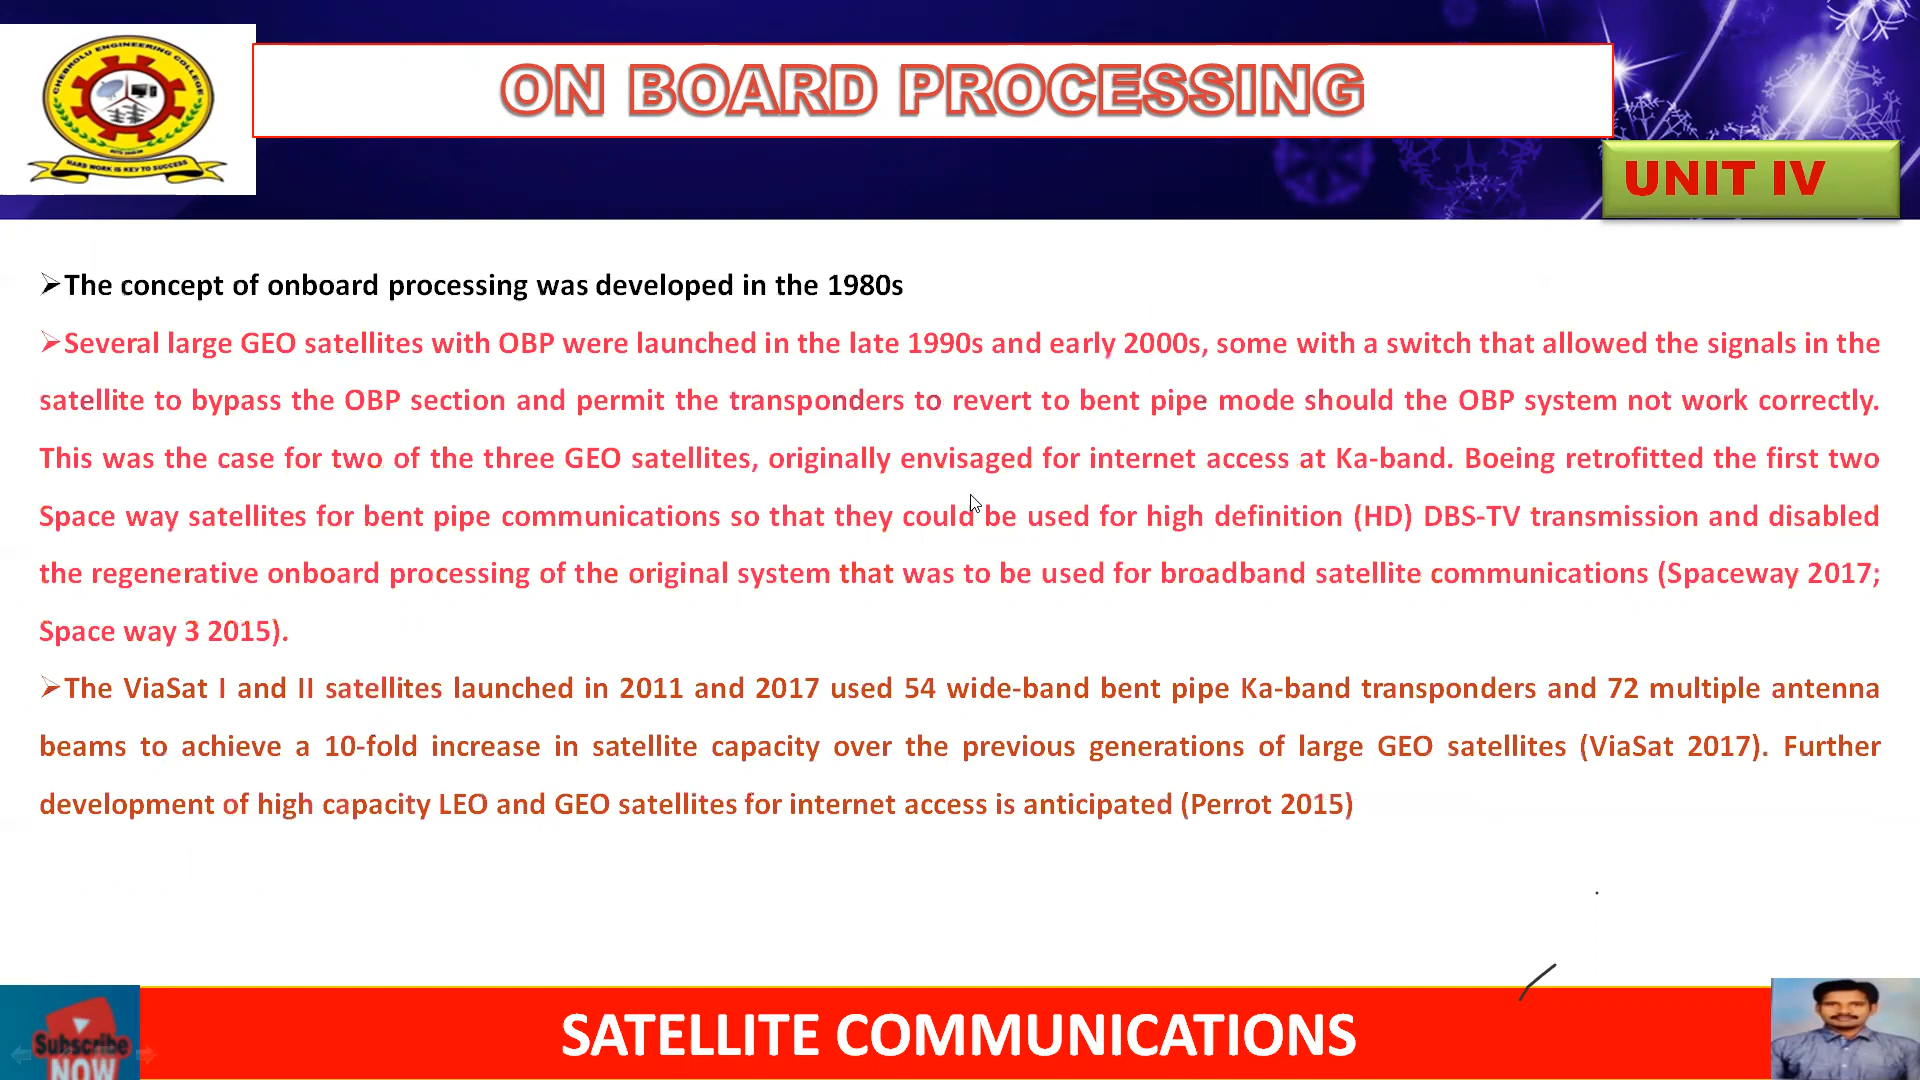 CHEBROLU ENGINEERING COLLEGE
HARD WORK IS KEY TO SUCCESS
ON BOARD PROCESSING
UNIT IV
➢The concept of onboard processing was developed in the 1980s
➢Several large GEO satellites with OBP were launched in the late 1990s and early 2000s, some with a switch that allowed the signals in the
satellite to bypass the OBP section and permit the transponders to revert to bent pipe mode should the OBP system not work correctly.
This was the case for two of the three GEO satellites, originally envisaged for internet access at Ka-band. Boeing retrofitted the first two
Space way satellites for bent pipe communications so that they could be used for high definition (HD) DBS-TV transmission and disabled
the regenerative onboard processing of the original system that was to be used for broadband satellite communications (Spaceway 2017;
Space way 3 2015).
➢The ViaSat I and II satellites launched in 2011 and 2017 used 54 wide-band bent pipe Ka-band transponders and 72 multiple antenna
beams to achieve a 10-fold increase in satellite capacity over the previous generations of large GEO satellites (ViaSat 2017). Further
development of high capacity LEO and GEO satellites for internet access is anticipated (Perrot 2015)
Subscribe
NOW
SATELLITE COMMUNICATIONS